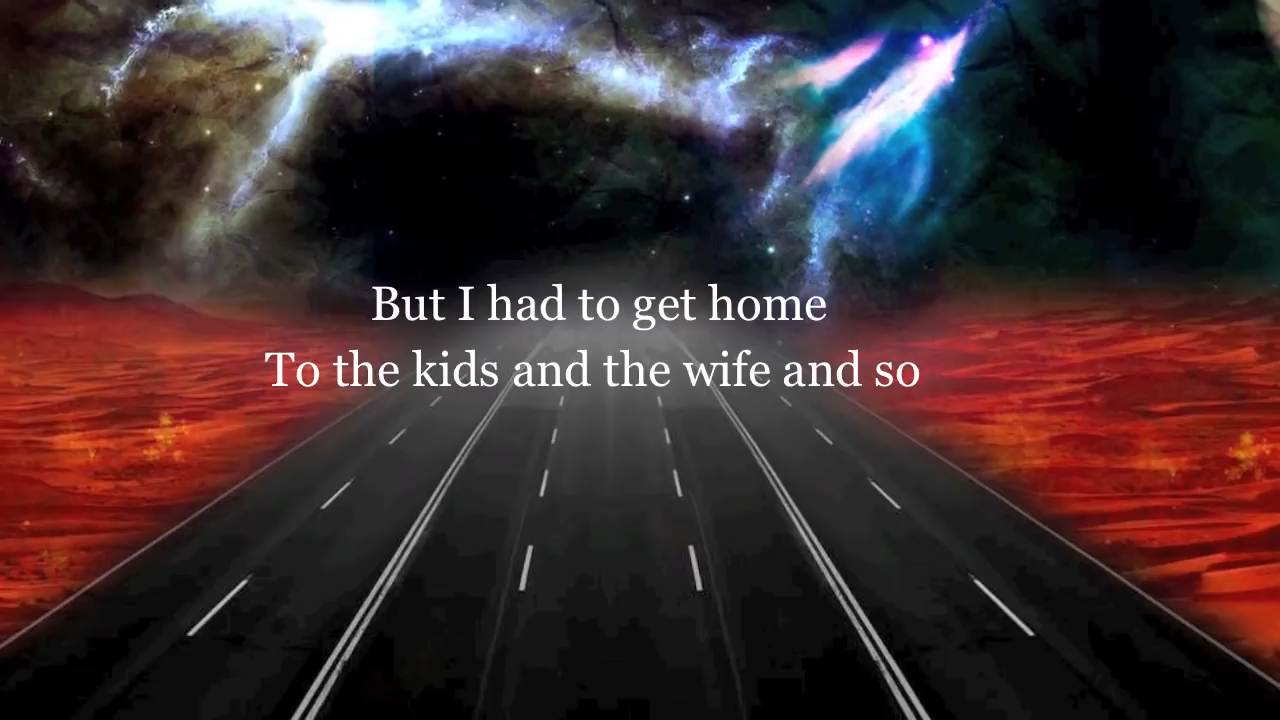 But I had to get home
To the kids and the wife and so